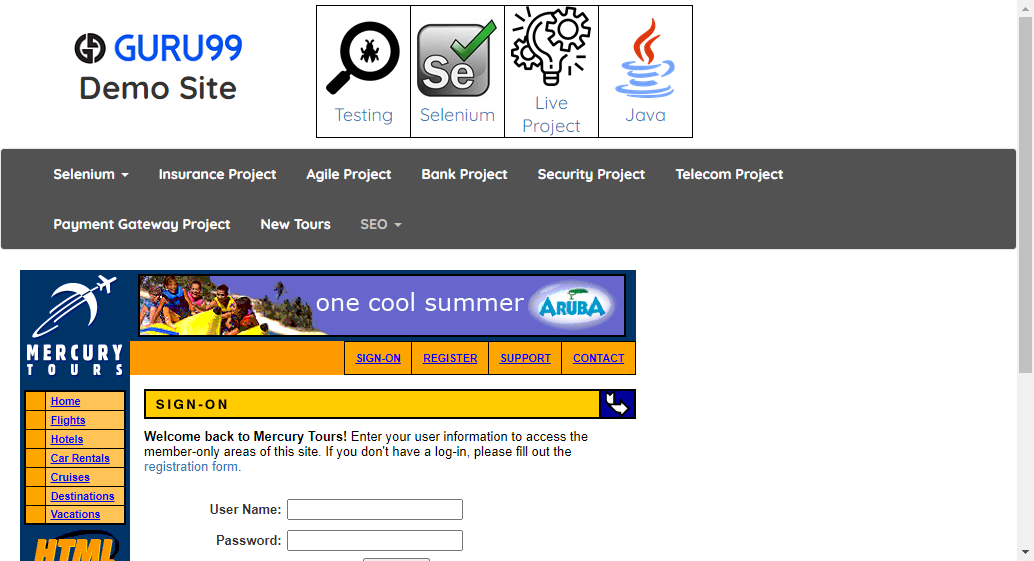 GURU99
Demo Site
Testing
Se
Selenium
Live
Project
Java
Selenium
Insurance Project
Agile Project
Bank Project
Security Project
Telecom Project
Payment Gateway Project
New Tours
SEO
MERCURY
TOURS
one cool summer
ARUBA
SIGN-ON
REGISTER
SUPPORT
CONTACT
Home
Flights
Hotels
Car Rentals
Cruises
Destinations
Vacations
HTML
SIGN-ON
Welcome back to Mercury Tours! Enter your user information to access the
member-only areas of this site. If you don't have a log-in, please fill out the
registration form.
User Name:
Password: